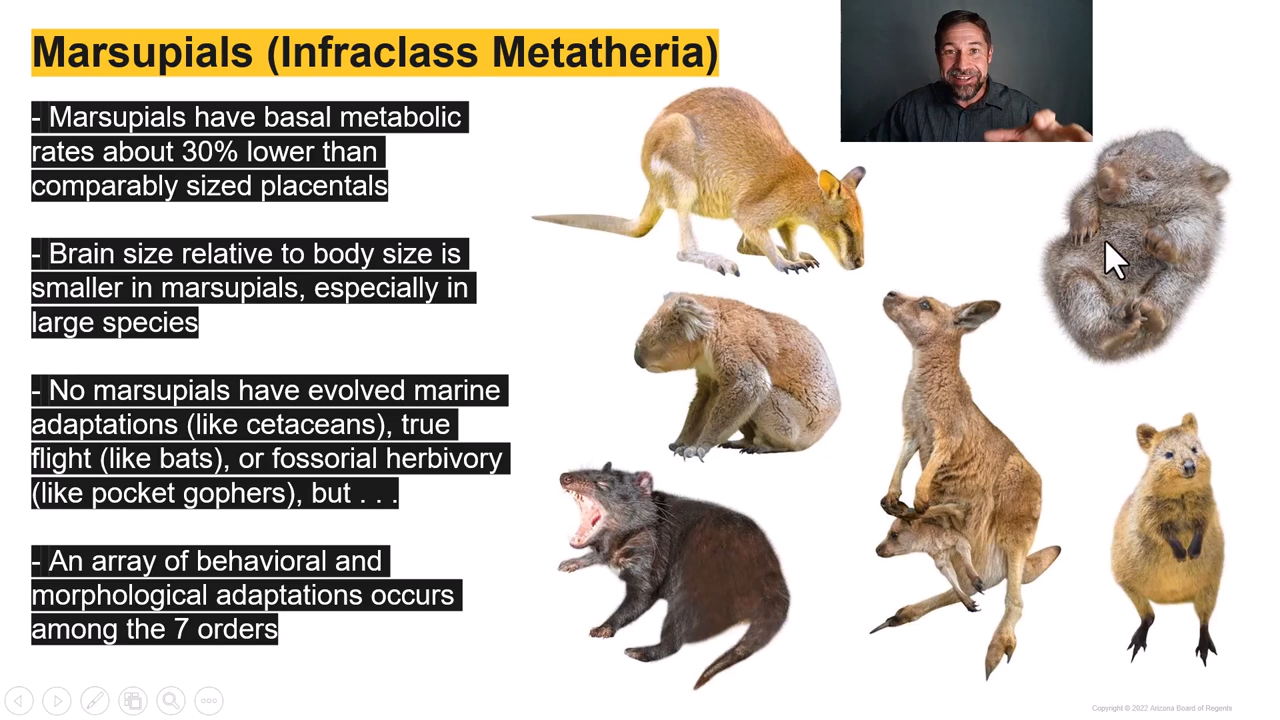 Marsupials (Infraclass Metatheria)
- Marsupials have basal metabolic
rates about 30% lower than
comparably sized placentals
- Brain size relative to body size is
smaller in marsupials, especially in
large species
- No marsupials have evolved marine
adaptations (like cetaceans), true
flight (like bats), or fossorial herbivory
(like pocket gophers), but . . .
- An array of behavioral and
morphological adaptations occurs
among the 7 orders
Copyright © 2022 Arizona Board of Regents